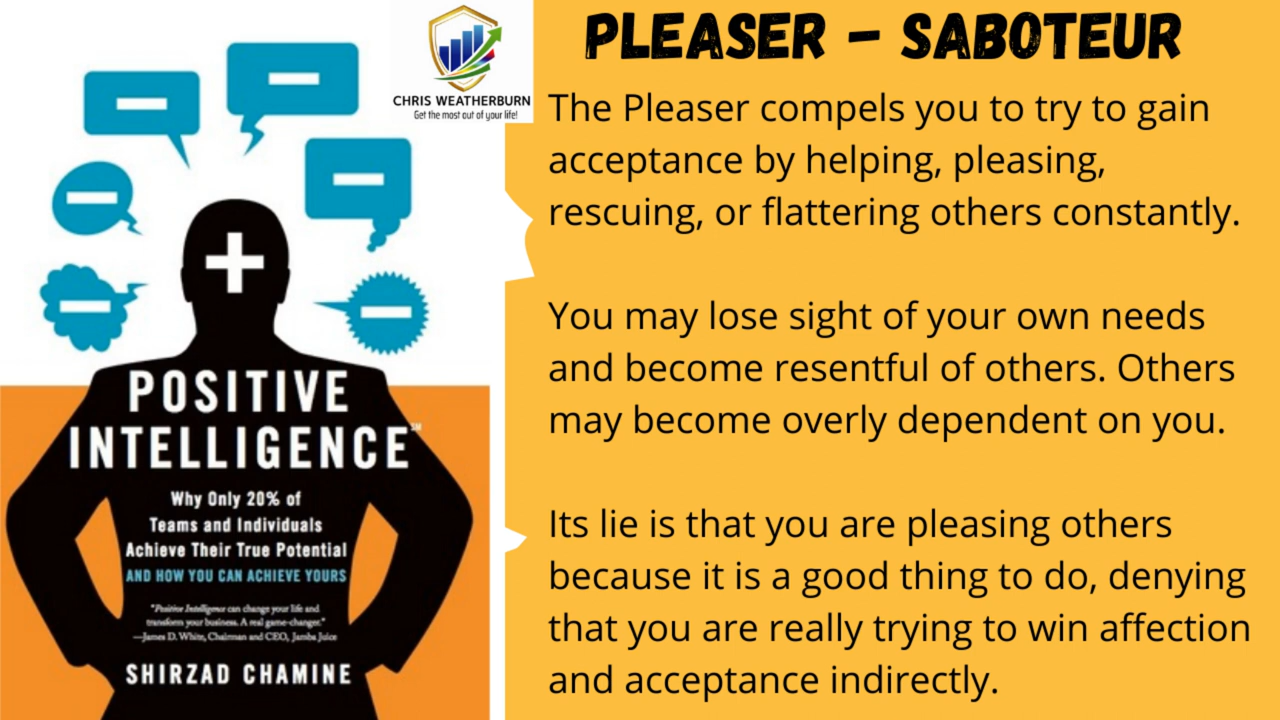 CHRIS WEATHERBURN
Get the most out of your life!
POSITIVE
INTELLIGENCE℠
Why Only 20% of
Teams and Individuals
Achieve Their True Potential
AND HOW YOU CAN ACHIEVE YOURS
"Positive Intelligence can change your life and
transform your business. A real game-changer."
—James D. White, Chairman and CEO, Jamba Juice
SHIRZAD CHAMINE
PLEASER – SABOTEUR
The Pleaser compels you to try to gain
acceptance by helping, pleasing,
rescuing, or flattering others constantly.
You may lose sight of your own needs
and become resentful of others. Others
may become overly dependent on you.
Its lie is that you are pleasing others
because it is a good thing to do, denying
that you are really trying to win affection
and acceptance indirectly.